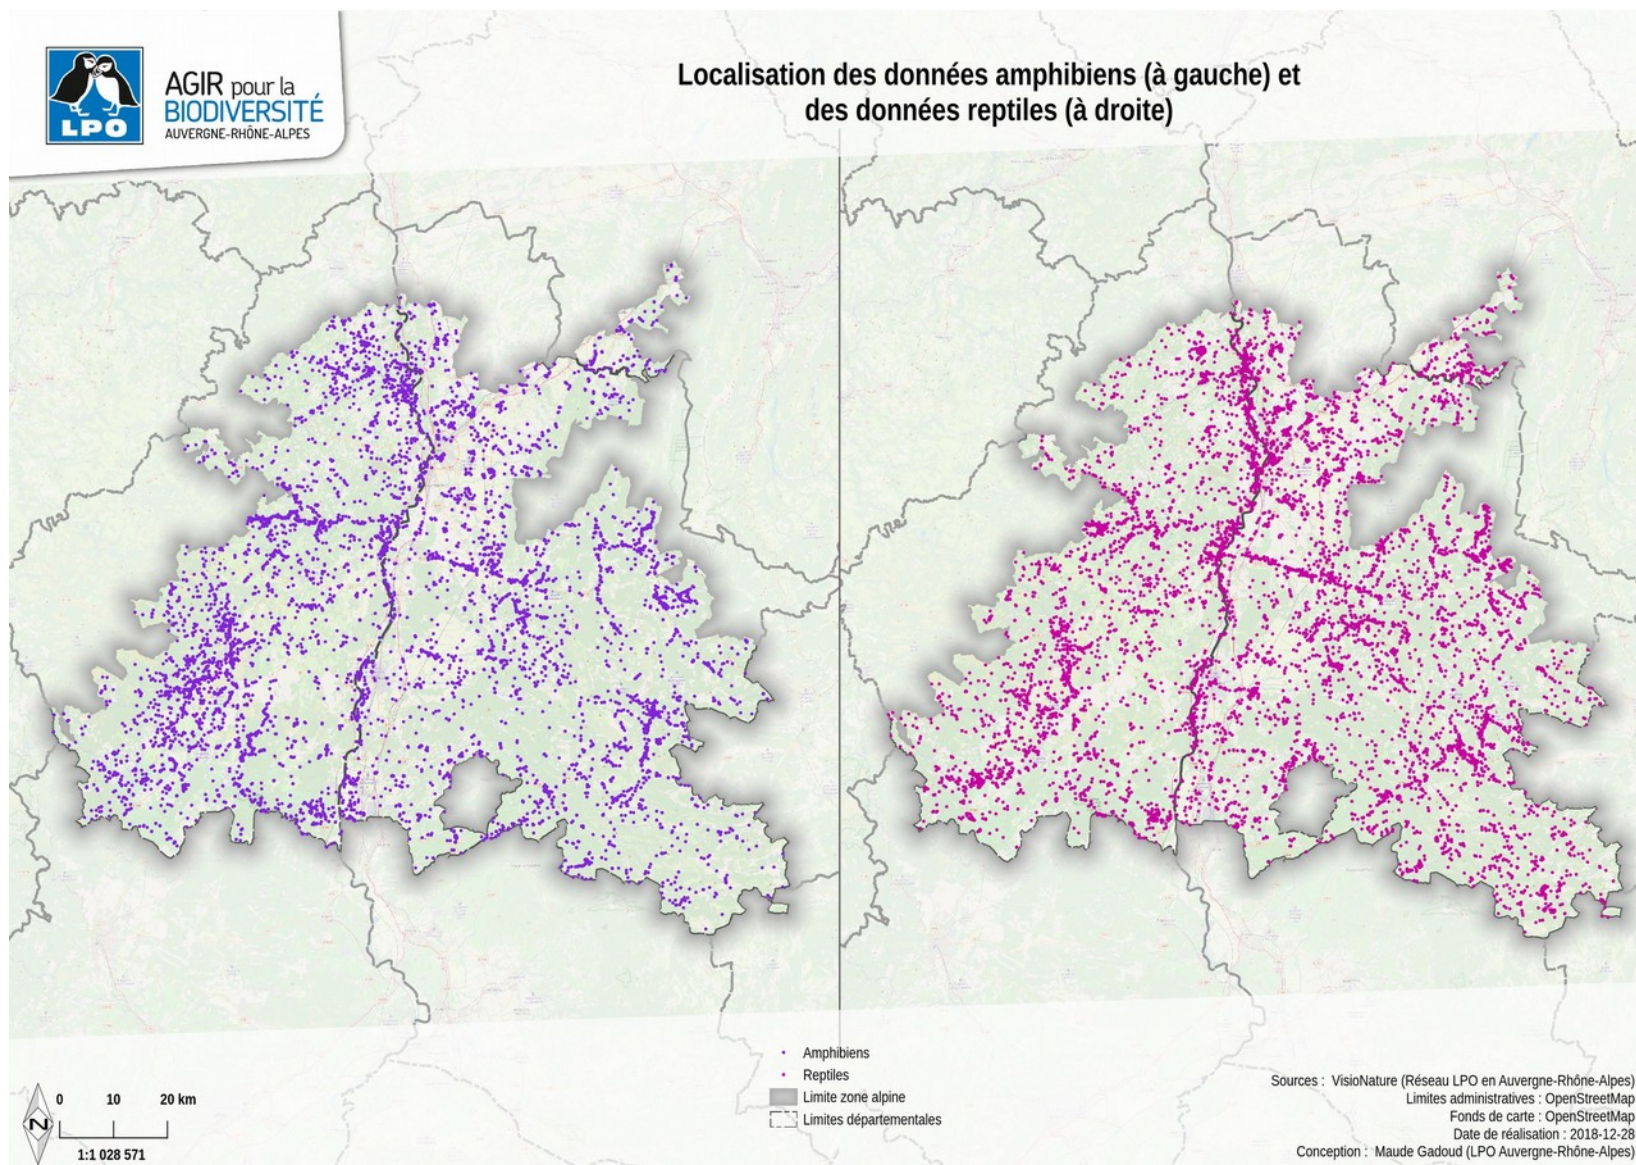 LPO
AGIR pour la
BIODIVERSITÉ
AUVERGNE-RHÔNE-ALPES
Localisation des données amphibiens (à gauche) et
des données reptiles (à droite)
Amphibiens
Reptiles
Limite zone alpine
Limites départementales
N
0 10 20 km
1:1 028 571
Sources : VisioNature (Réseau LPO en Auvergne-Rhône-Alpes)
Limites administratives : OpenStreetMap
Fonds de carte : OpenStreetMap
Date de réalisation : 2018-12-28
Conception : Maude Gadoud (LPO Auvergne-Rhône-Alpes)